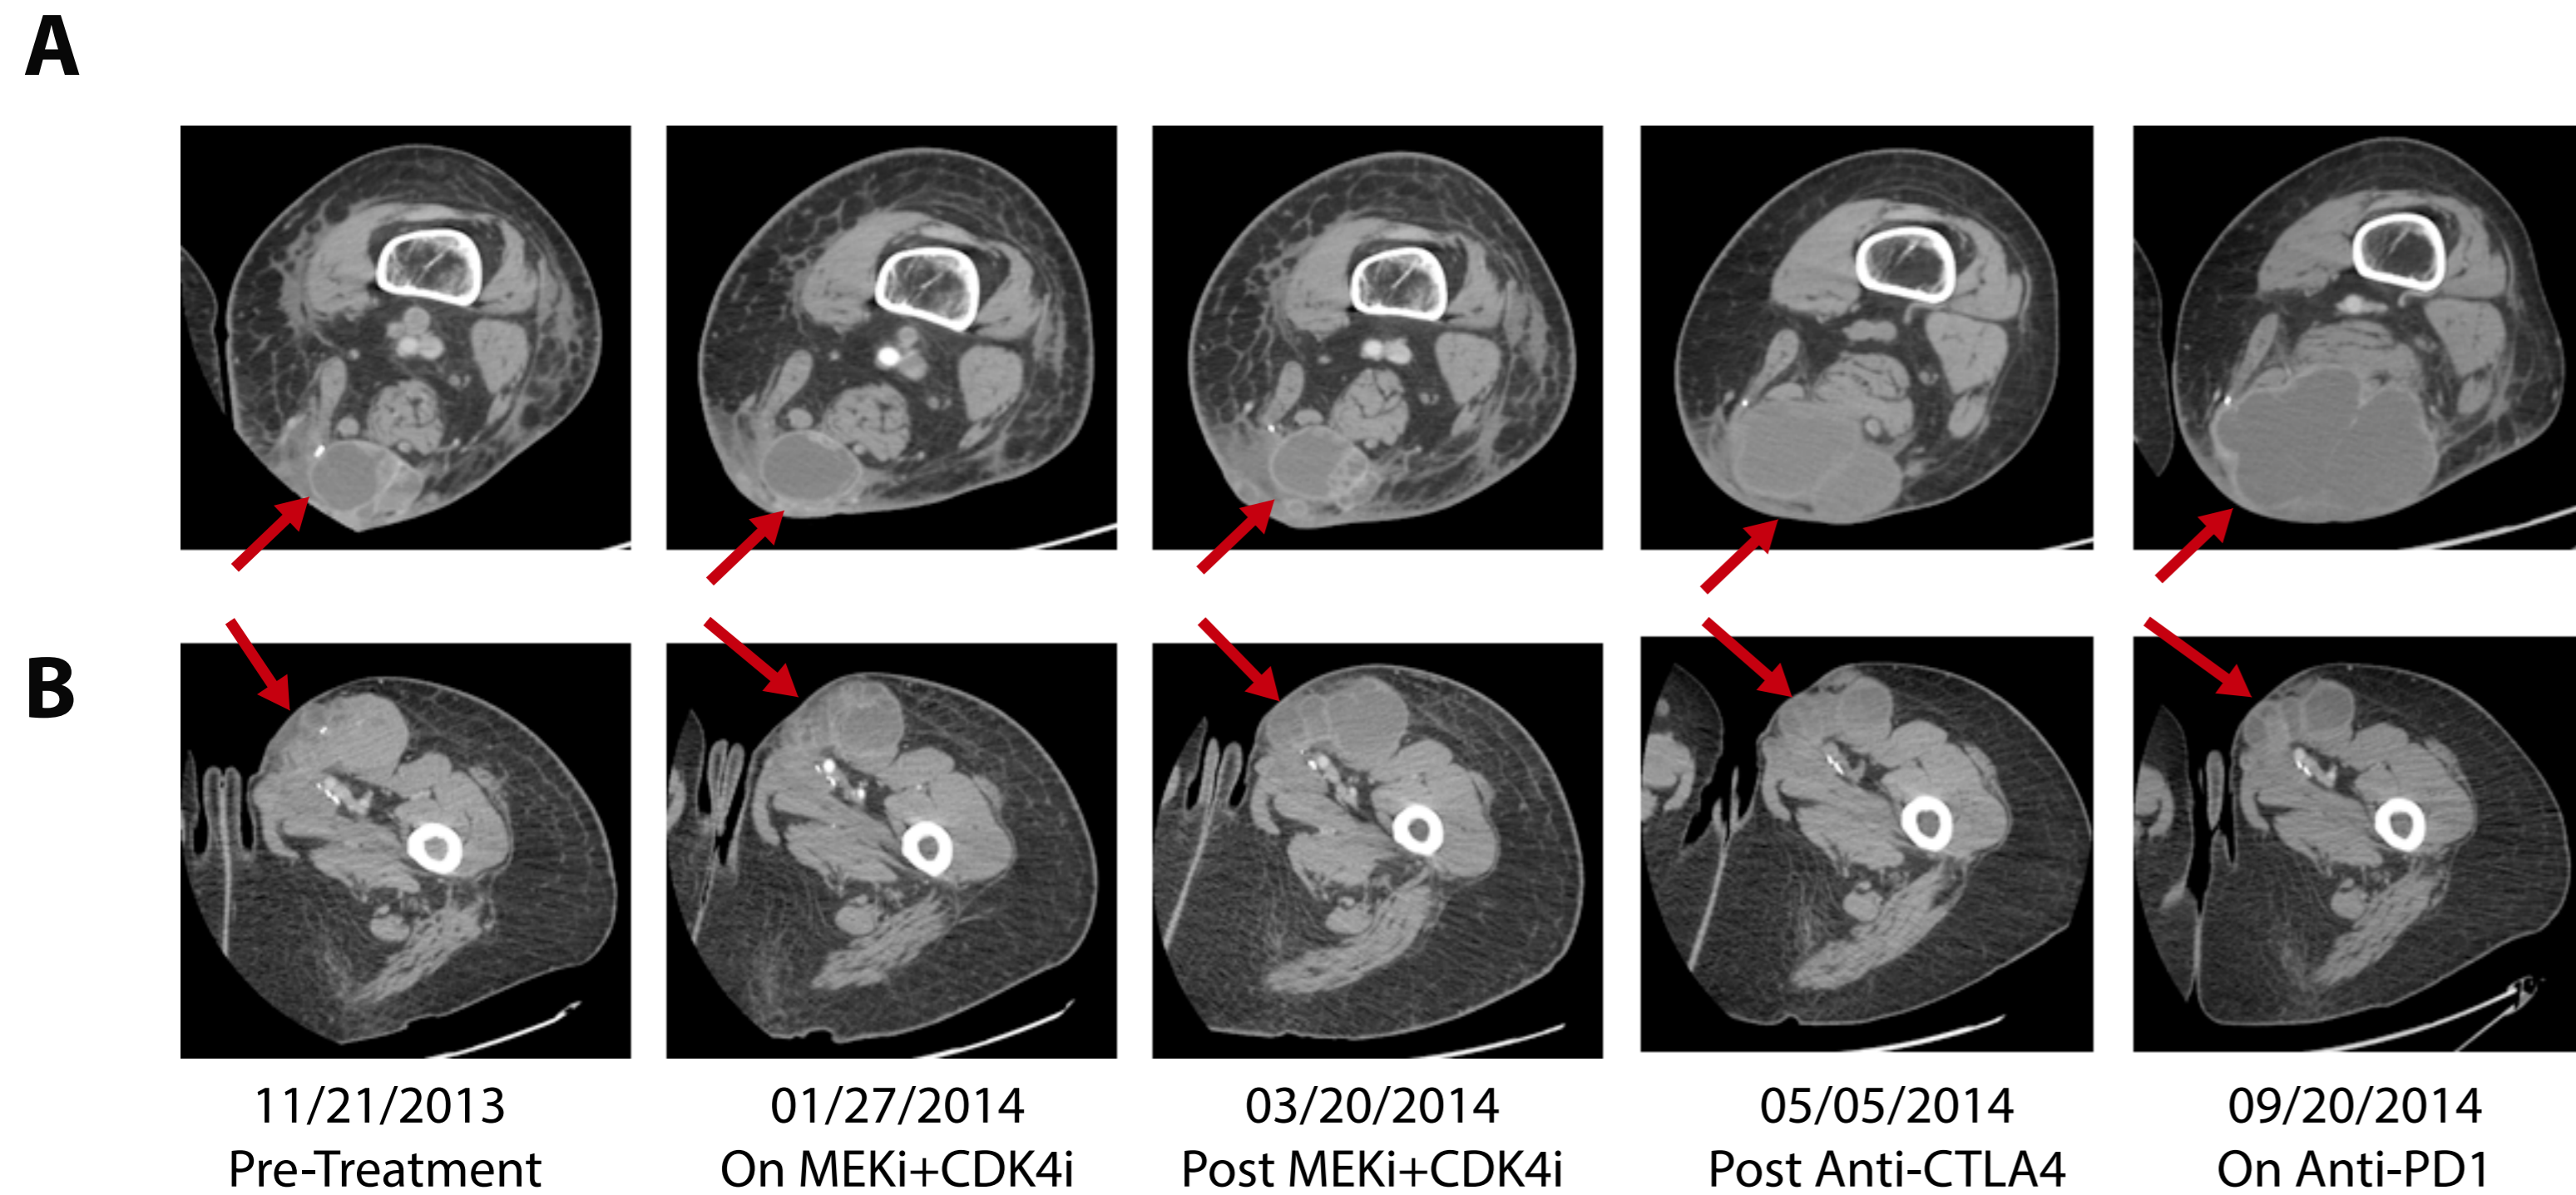 A
B
11/21/2013 01/27/2014 03/20/2014 05/05/2014 09/20/2014
Pre-Treatment On MEKi+CDK4i Post MEKi+CDK4i Post Anti-CTLA4 On Anti-PD1